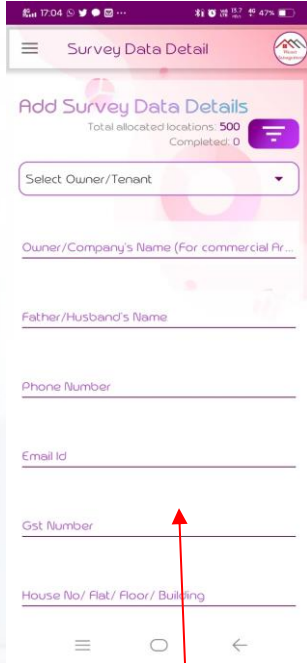 17:04
47%
Survey Data Detail
Add Survey Data Details
Total allocated locations: 500
Completed: 0
Select Owner/Tenant
Owner/Company's Name (For commercial Ar...
Father/Husband's Name
Phone Number
Email Id
Gst Number
House No/ Flat/ Floor/ Building